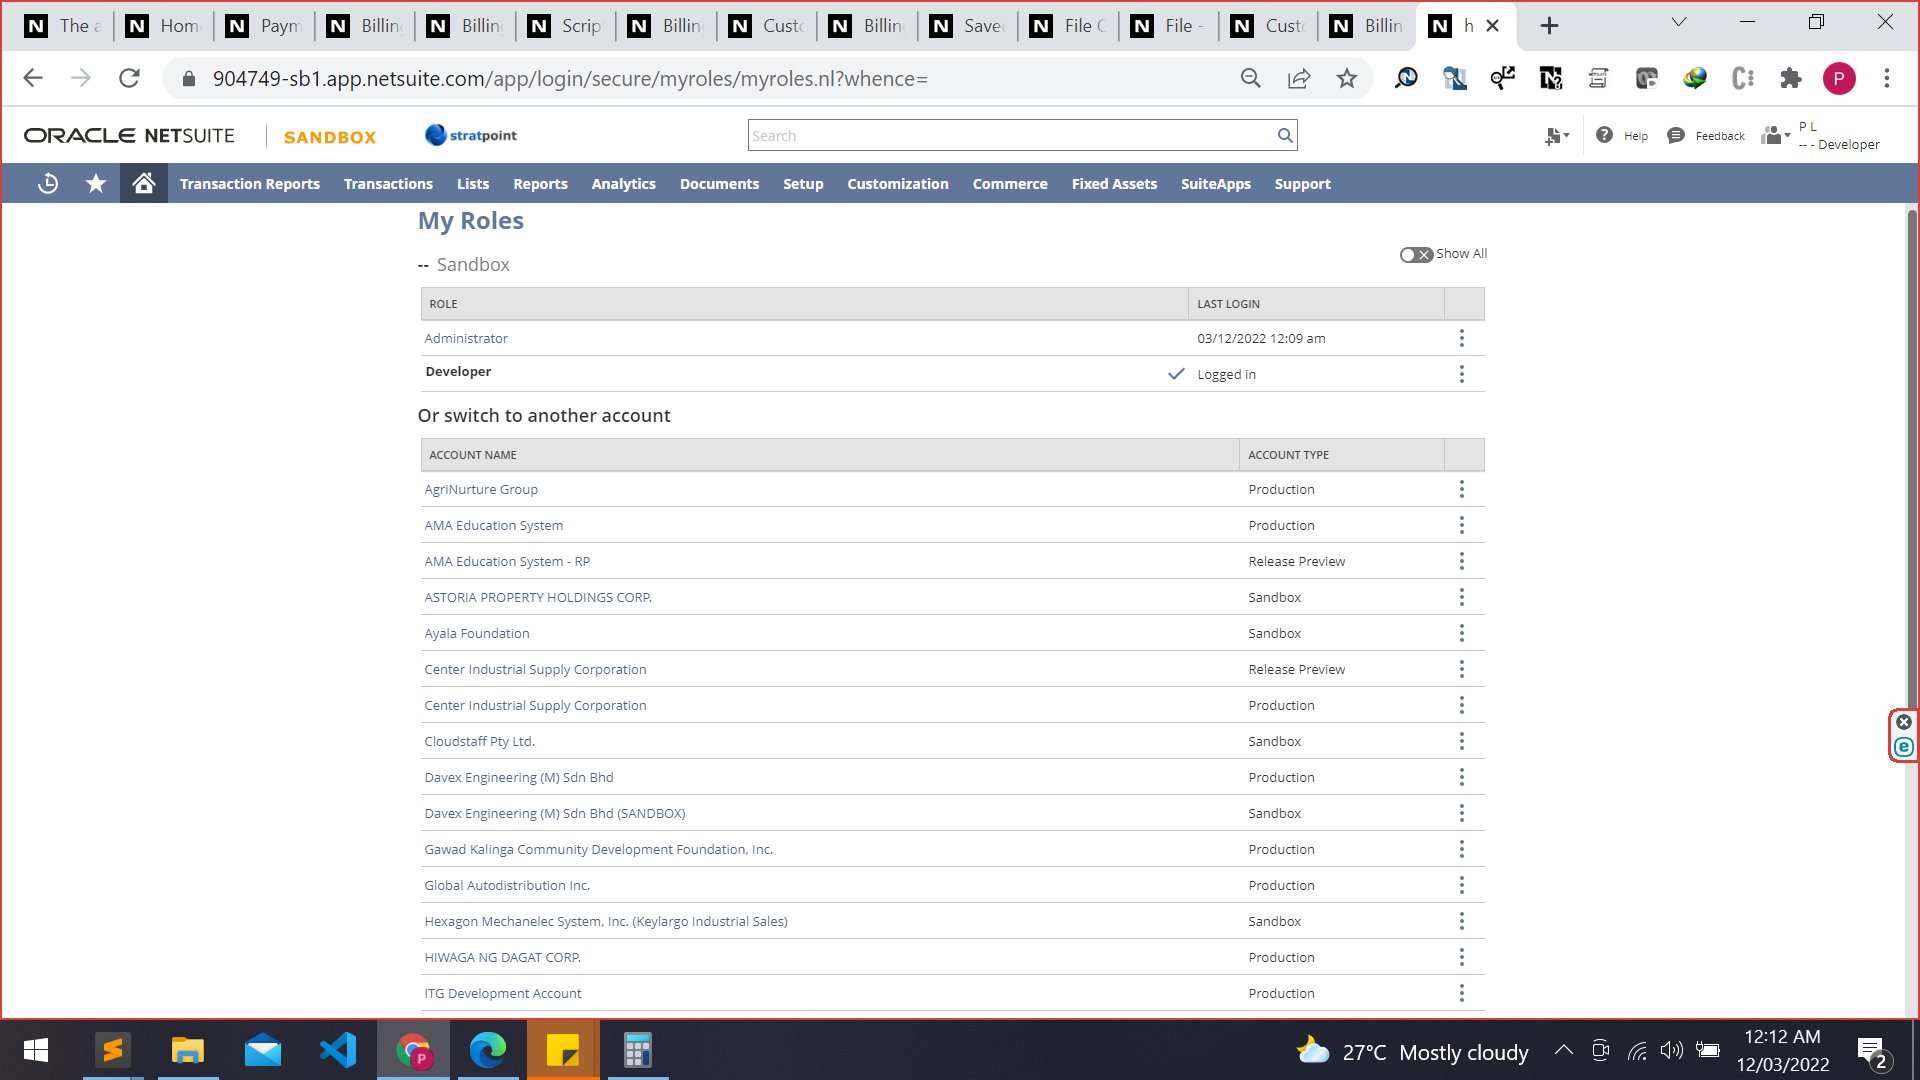 The a
Hom
Paym
Billing
Billin
Scrip
Billing
Custo
Billing
Saved
File C
File -
Custo
Billin
h
904749-sb1.app.netsuite.com/app/login/secure/myroles/myroles.nl?whence=
P
ORACLE NETSUITE
SANDBOX
stratpoint
Search
Help
Feedback
P L
-- - Developer
Transaction Reports
Transactions
Lists
Reports
Analytics
Documents
Setup
Customization
Commerce
Fixed Assets
SuiteApps
Support
My Roles
-- Sandbox
Show All
ROLE LAST LOGIN
Administrator 03/12/2022 12:09 am
Developer Logged in
Or switch to another account
ACCOUNT NAME ACCOUNT TYPE
AgriNurture Group Production
AMA Education System Production
AMA Education System - RP Release Preview
ASTORIA PROPERTY HOLDINGS CORP. Sandbox
Ayala Foundation Sandbox
Center Industrial Supply Corporation Release Preview
Center Industrial Supply Corporation Production
Cloudstaff Pty Ltd. Sandbox
Davex Engineering (M) Sdn Bhd Production
Davex Engineering (M) Sdn Bhd (SANDBOX) Sandbox
Gawad Kalinga Community Development Foundation, Inc. Production
Global Autodistribution Inc. Production
Hexagon Mechanelec System, Inc. (Keylargo Industrial Sales) Sandbox
HIWAGA NG DAGAT CORP. Production
ITG Development Account Production
27°C Mostly cloudy
12:12 AM
12/03/2022
2